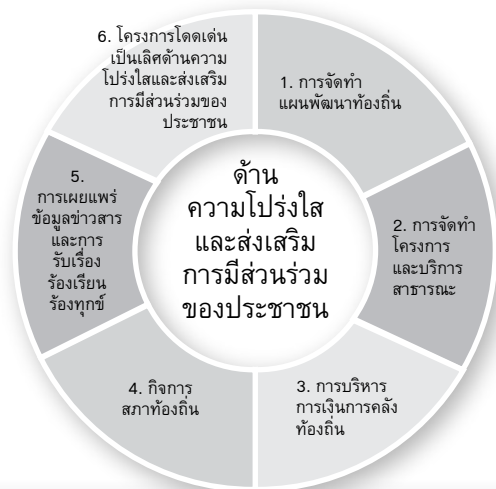 6. โครงการโดดเด่น
เป็นเลิศด้านความ
โปร่งใสและส่งเสริม
การมีส่วนร่วมของ
ประชาชน
1. การจัดทำ
แผนพัฒนาท้องถิ่น
5.
การเผยแพร่
ข้อมูลข่าวสาร
และการ
รับเรื่อง
ร้องเรียน
ร้องทุกข์
ด้าน
ความโปร่งใส
และส่งเสริม
การมีส่วนร่วม
ของประชาชน
2. การจัดทำ
โครงการ
และบริการ
สาธารณะ
4. กิจการ
สภาท้องถิ่น
3. การบริหาร
การเงินการคลัง
ท้องถิ่น